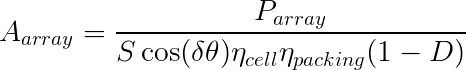 A_{array} = \frac{P_{array}}{S \cos(\delta\theta)\eta_{cell}\eta_{packing}(1 - D)}